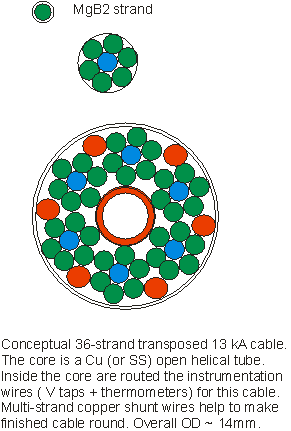 MgB2 strand
Conceptual 36-strand transposed 13 kA cable.
The core is a Cu (or SS) open helical tube.
Inside the core are routed the instrumentation
wires ( V taps + thermometers) for this cable.
Multi-strand copper shunt wires help to make
finished cable round. Overall OD ~ 14mm.